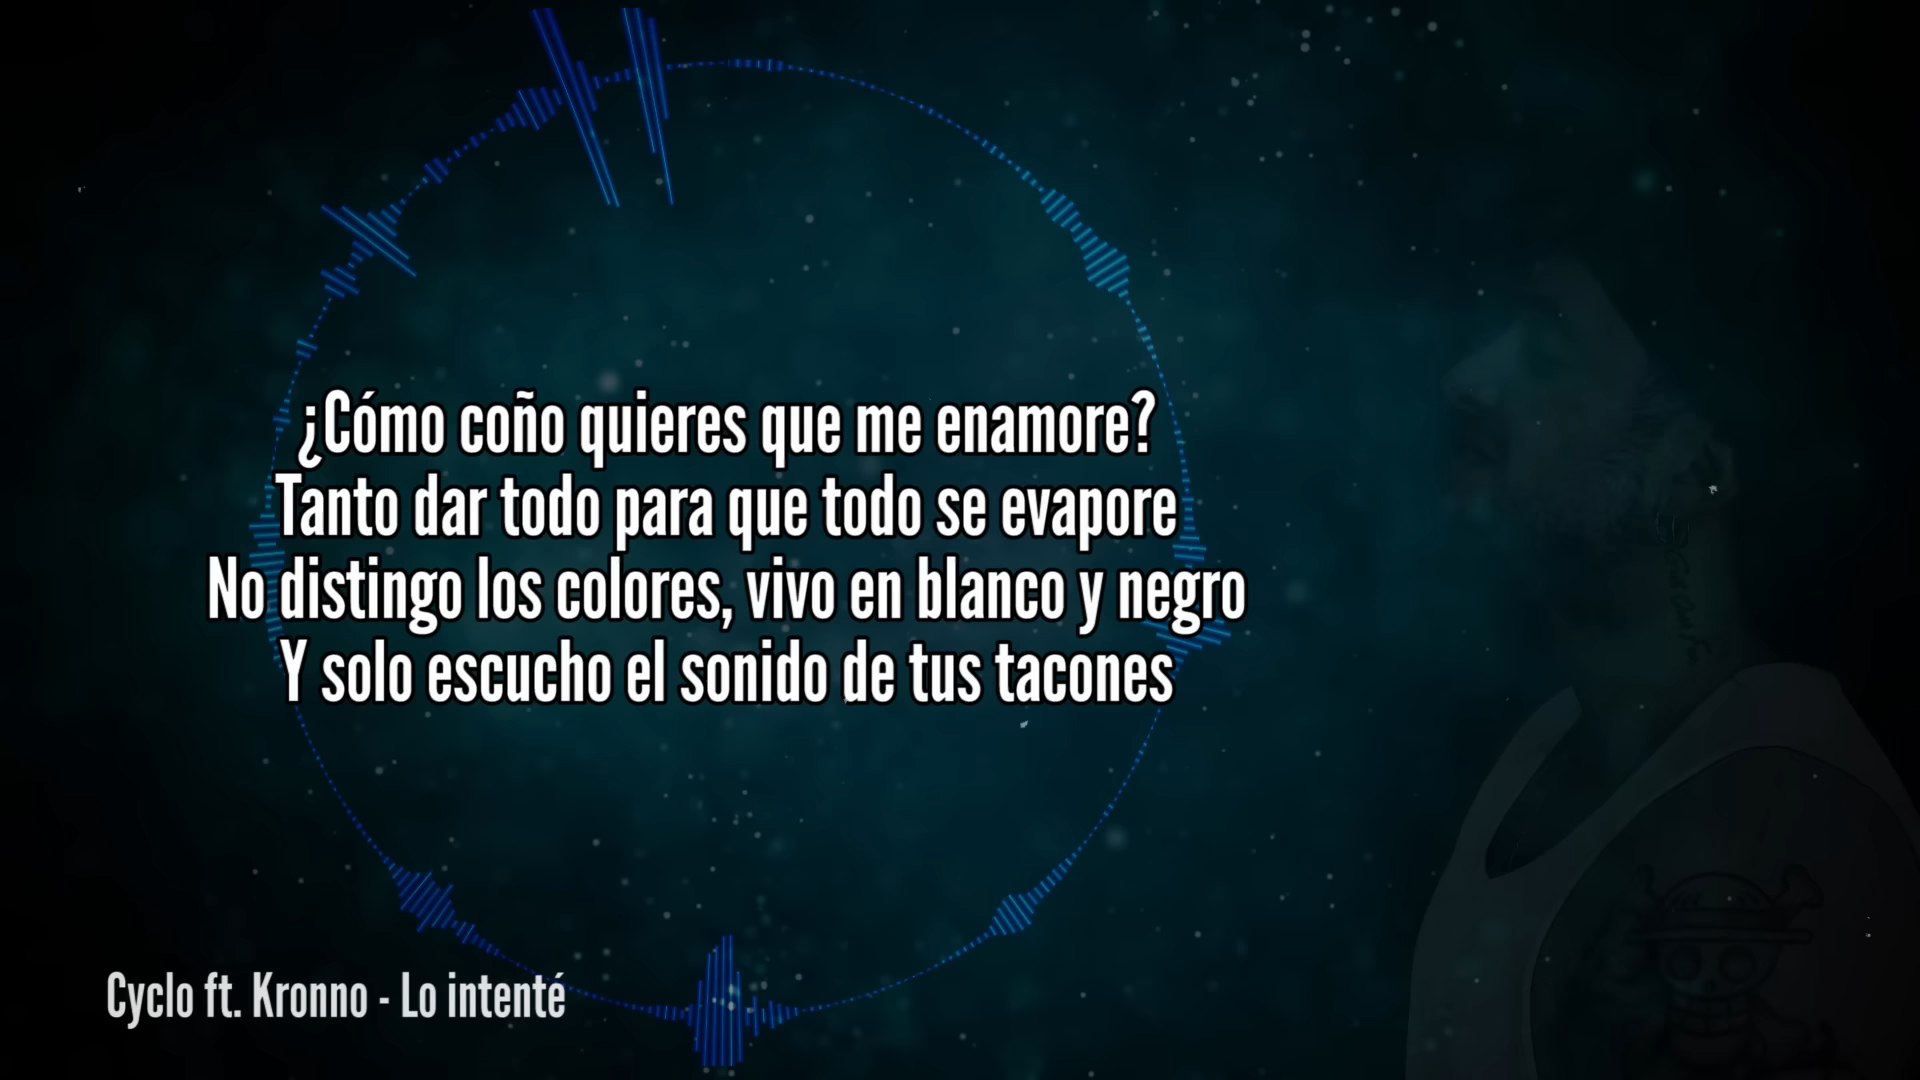 ¿Cómo coño quieres que me enamore?
Tanto dar todo para que todo se evapore
No distingo los colores, vivo en blanco y negro
Y solo escucho el sonido de tus tacones
Cyclo ft. Kronno - Lo intenté